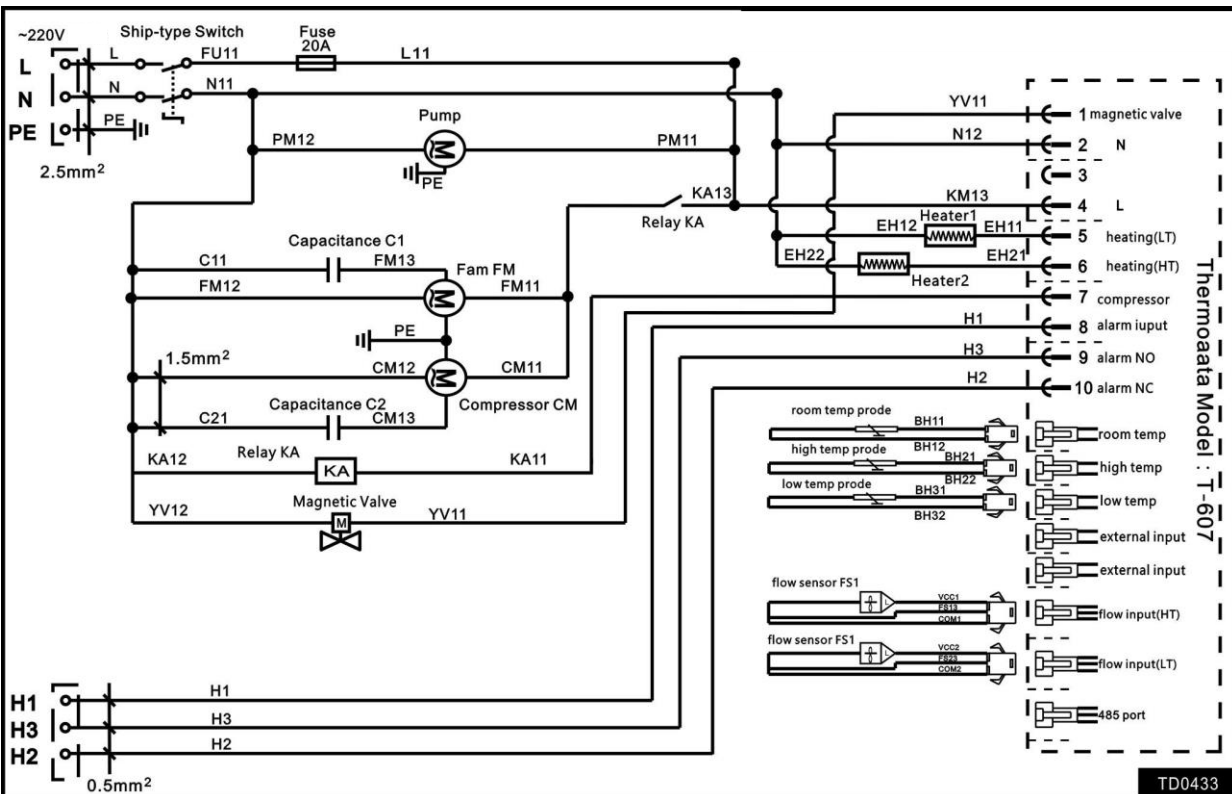 ~220V
Ship-type Switch
Fuse
20A
L
L
FU11
L11
N
N
N11
PE
PE
2.5mm²
Pump
PM12
M
PM11
PE
YV11
1 magnetic valve
N12
2 N
3
KA13
KM13
4 L
Relay KA
Heater1
EH12
EH11
5 heating(LT)
EH22
EH21
6 heating(HT)
Heater2
Capacitance C1
C11
FM13
Fam FM
FM12
M
FM11
7 compressor
H1
8 alarm iuput
PE
1.5mm²
H3
9 alarm NO
CM12
M
CM11
H2
10 alarm NC
Capacitance C2
Compressor CM
C21
CM13
Relay KA
KA12
KA
KA11
Magnetic Valve
YV12
M
YV11
room temp prode
BH11
BH12
room temp
high temp prode
BH21
BH22
high temp
low temp prode
BH31
BH32
low temp
external input
external input
flow sensor FS1
VCC1
FS13
COM1
L
flow input(HT)
flow sensor FS1
VCC2
FS23
COM2
L
flow input(LT)
485 port
Thermoaata Model : T-607
H1
H1
H3
H3
H2
H2
0.5mm²
TD0433